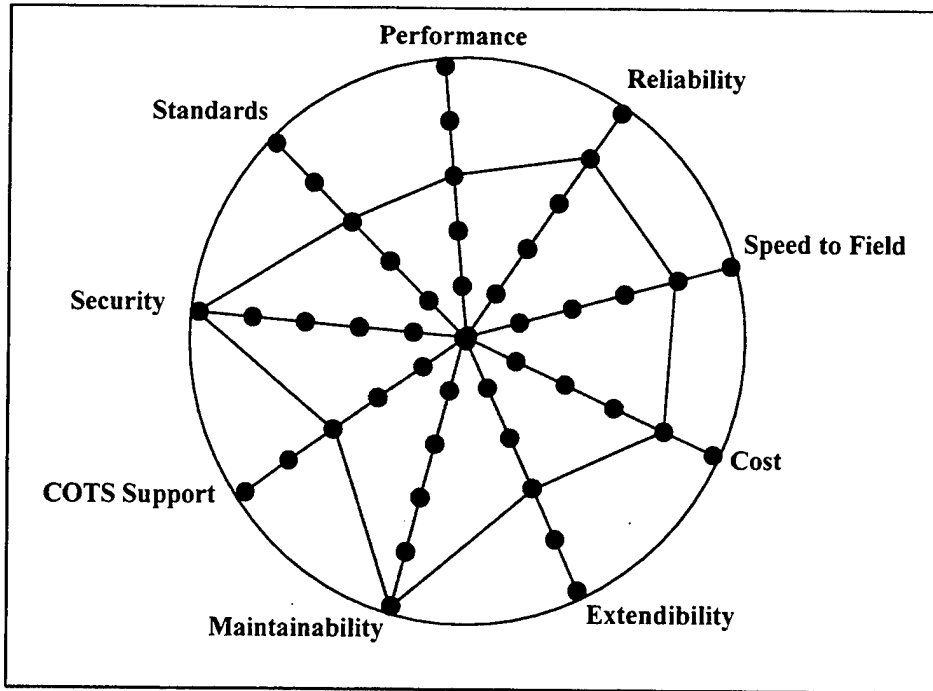 Performance
Reliability
Standards
Speed to Field
Security
Cost
COTS Support
Extendibility
Maintainability